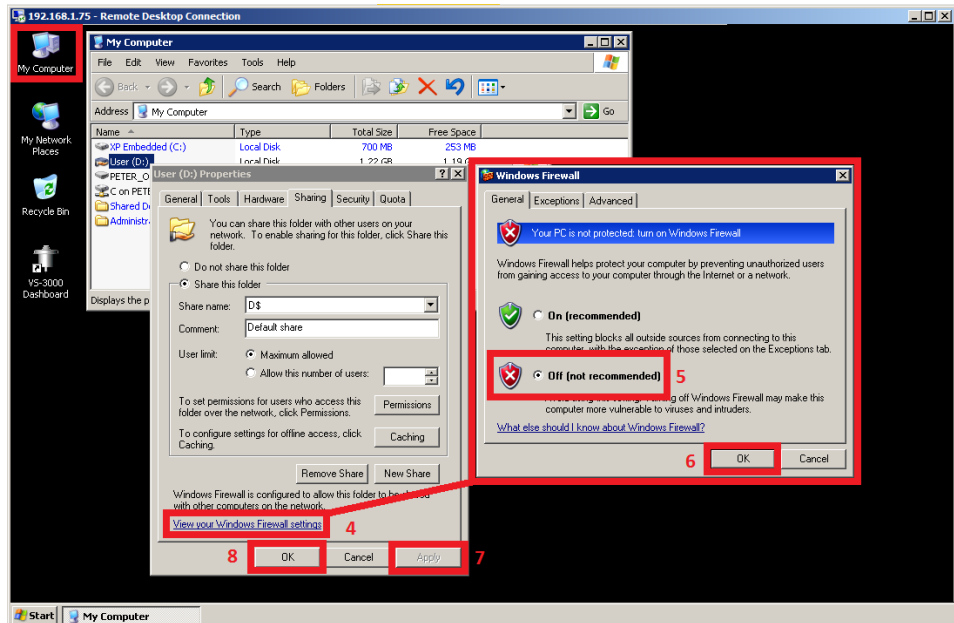 192.168.1.75 - Remote Desktop Connection
My Computer
My Network
Places
Recycle Bin
VS-3000
Dashboard
My Computer
File Edit View Favorites Tools Help
Back Search Folders
Address My Computer Go
Name Type Total Size Free Space
XP Embedded (C:) Local Disk 700 MB 253 MB
User (D:) Local Disk 1.22 GB 1.19
PETER_O
C on PETE
Shared D
Administr
Displays the p
User (D:) Properties
General Tools Hardware Sharing Security Quota
You can share this folder with other users on your
network. To enable sharing for this folder, click Share this
folder.
Do not share this folder
Share this folder
Share name: D$
Comment: Default share
User limit: Maximum allowed
Allow this number of users:
To set permissions for users who access this
folder over the network, click Permissions.
Permissions
To configure settings for offline access, click
Caching.
Caching
Remove Share New Share
Windows Firewall is configured to allow this folder to be shared
with other computers on the network.
View your Windows Firewall settings
4
8 OK Cancel Apply 7
Windows Firewall
General Exceptions Advanced
Your PC is not protected: turn on Windows Firewall
Windows Firewall helps protect your computer by preventing unauthorized users
from gaining access to your computer through the Internet or a network.
On (recommended)
This setting blocks all outside sources from connecting to this
computer, with the exception of those selected on the Exceptions tab.
Off (not recommended) 5
off Windows Firewall may make this
computer more vulnerable to viruses and intruders.
What else should I know about Windows Firewall?
6 OK Cancel
Start My Computer